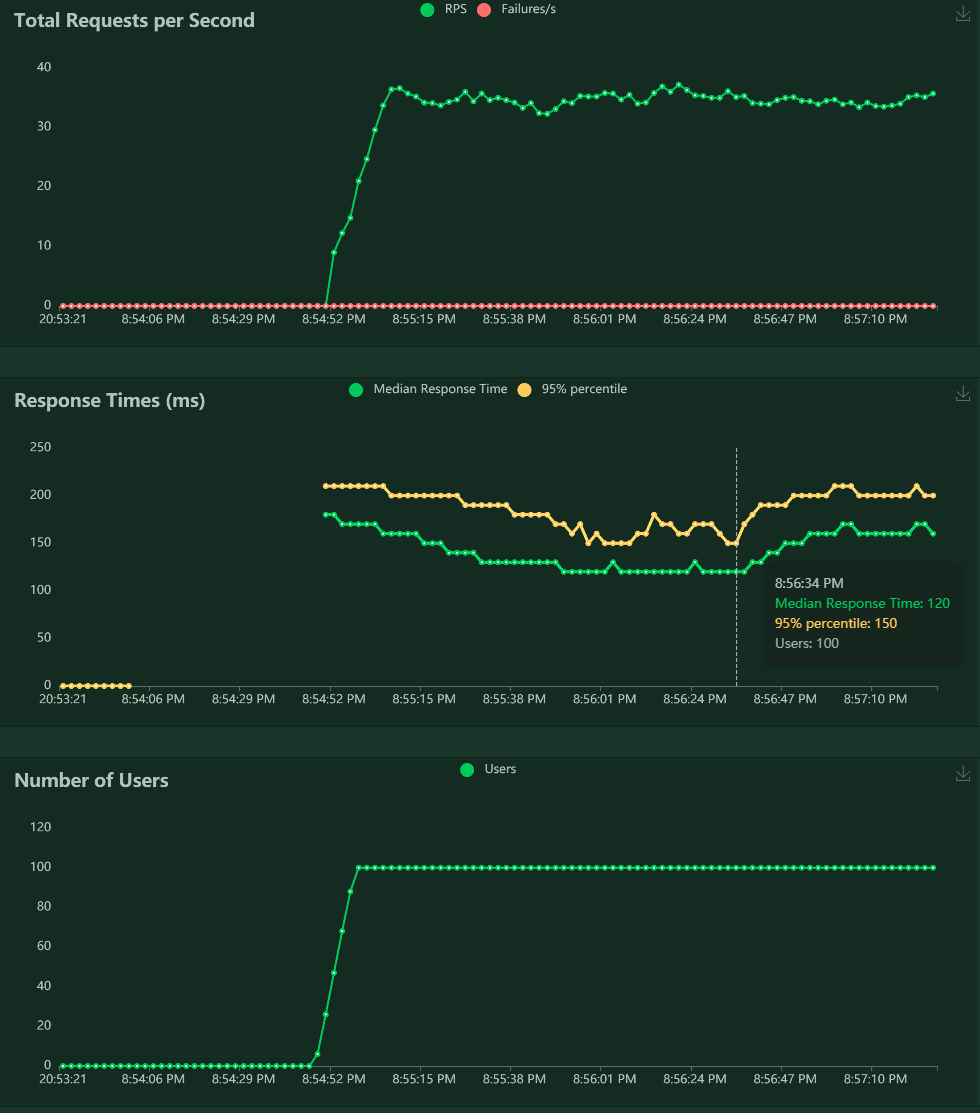 Total Requests per Second
RPS Failures/s
40
30
20
10
0
20:53:21 8:54:06 PM 8:54:29 PM 8:54:52 PM 8:55:15 PM 8:55:38 PM 8:56:01 PM 8:56:24 PM 8:56:47 PM 8:57:10 PM
Response Times (ms)
Median Response Time 95% percentile
250
200
150
100
50
0
8:56:34 PM
Median Response Time: 120
95% percentile: 150
Users: 100
20:53:21 8:54:06 PM 8:54:29 PM 8:54:52 PM 8:55:15 PM 8:55:38 PM 8:56:01 PM 8:56:24 PM 8:56:47 PM 8:57:10 PM
Number of Users
Users
120
100
80
60
40
20
0
20:53:21 8:54:06 PM 8:54:29 PM 8:54:52 PM 8:55:15 PM 8:55:38 PM 8:56:01 PM 8:56:24 PM 8:56:47 PM 8:57:10 PM